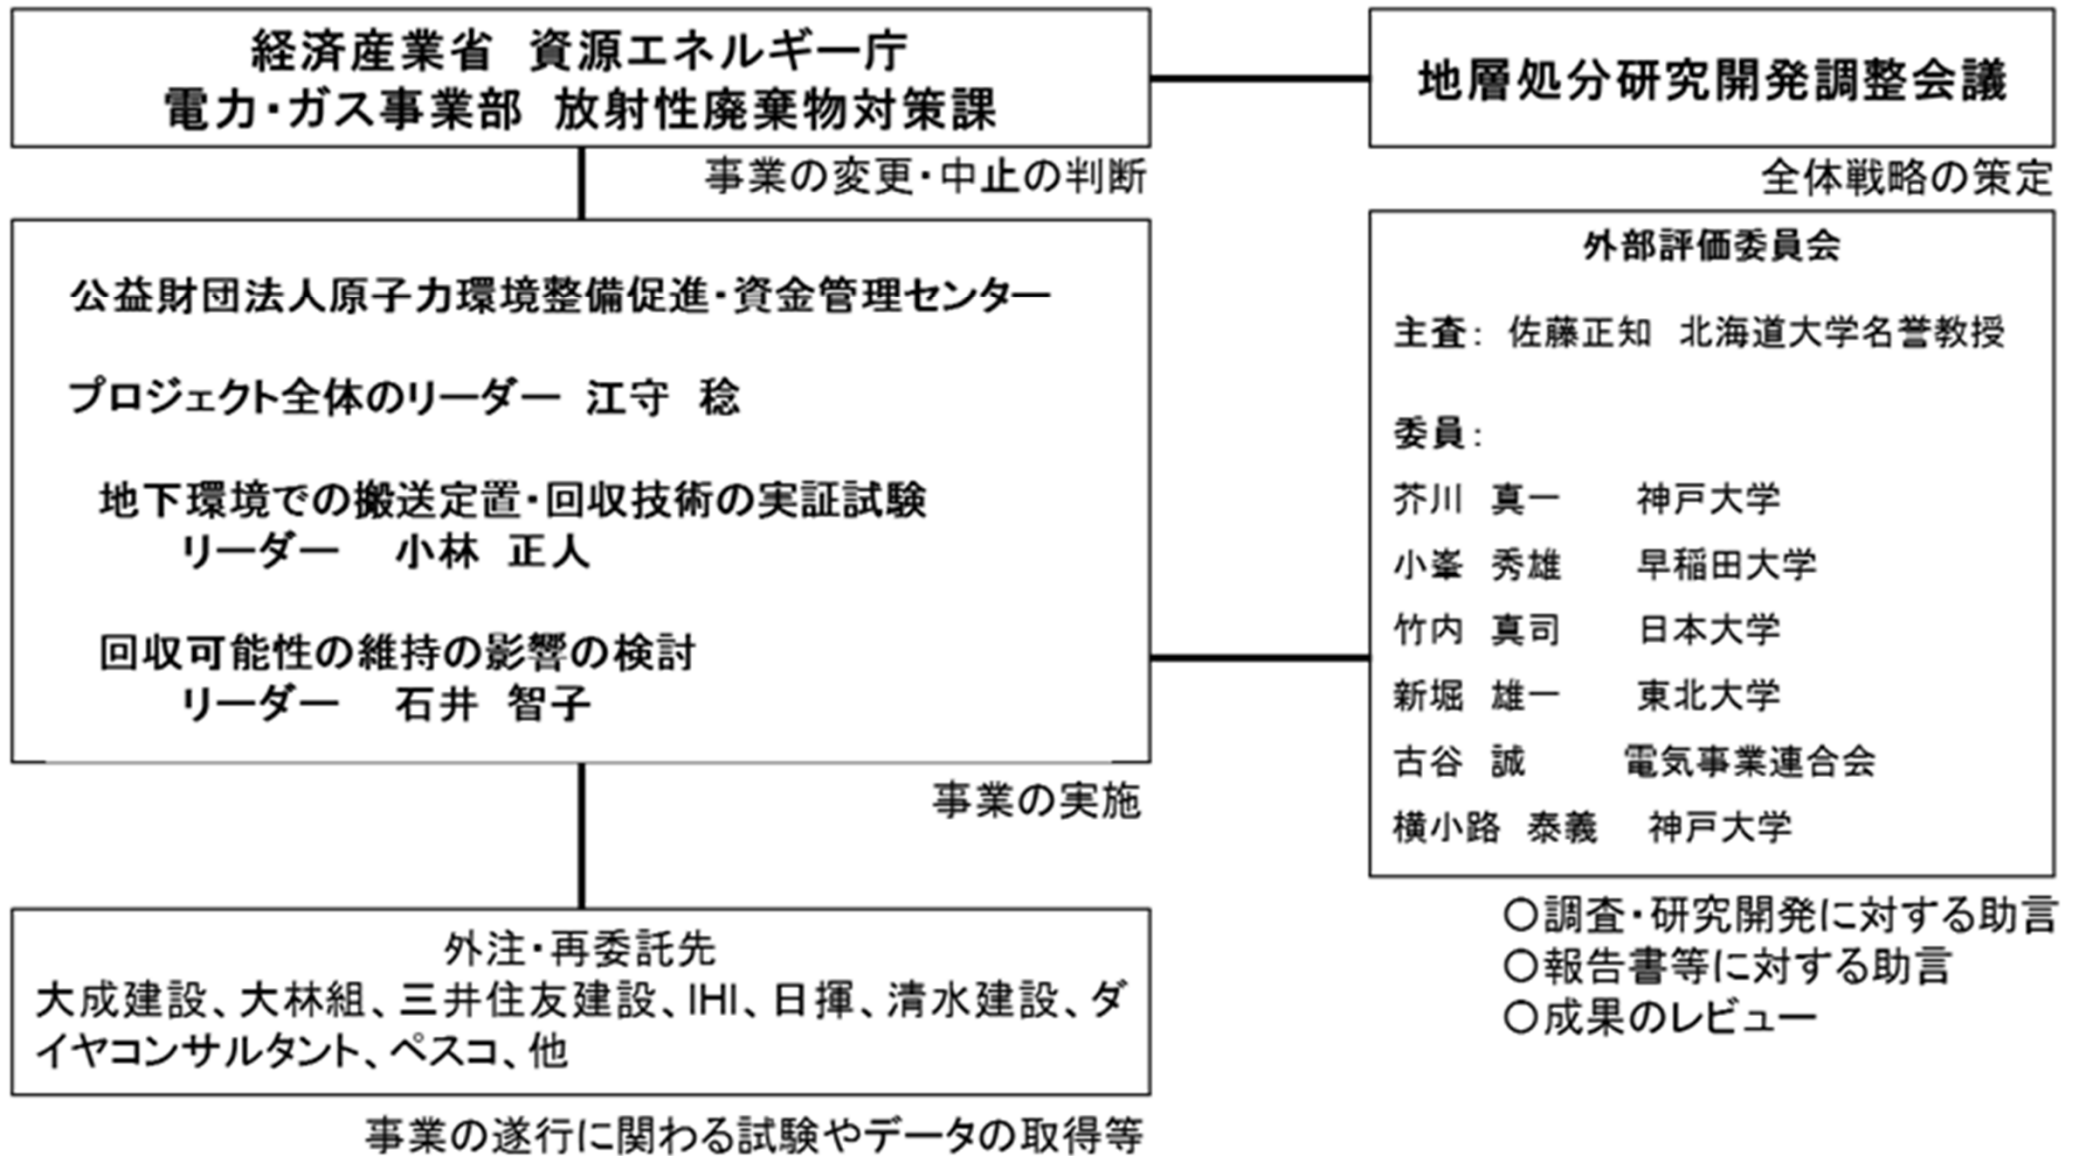 経済産業省　資源エネルギー庁
電力・ガス事業部　放射性廃棄物対策課
事業の変更・中止の判断
地層処分研究開発調整会議
全体戦略の策定
公益財団法人原子力環境整備促進・資金管理センター
プロジェクト全体のリーダー　江守　稔
地下環境での搬送定置・回収技術の実証試験
リーダー　小林　正人
回収可能性の維持の影響の検討
リーダー　石井　智子
事業の実施
外部評価委員会
主査：　佐藤正知　北海道大学名誉教授
委員：
芥川　真一　神戸大学
小峯　秀雄　早稲田大学
竹内　真司　日本大学
新堀　雄一　東北大学
古谷　誠　電気事業連合会
横小路　泰義　神戸大学
○調査・研究開発に対する助言
○報告書等に対する助言
○成果のレビュー
外注・再委託先
大成建設、大林組、三井住友建設、IHI、日揮、清水建設、ダ
イヤコンサルタント、ペスコ、他
事業の遂行に関わる試験やデータの取得等